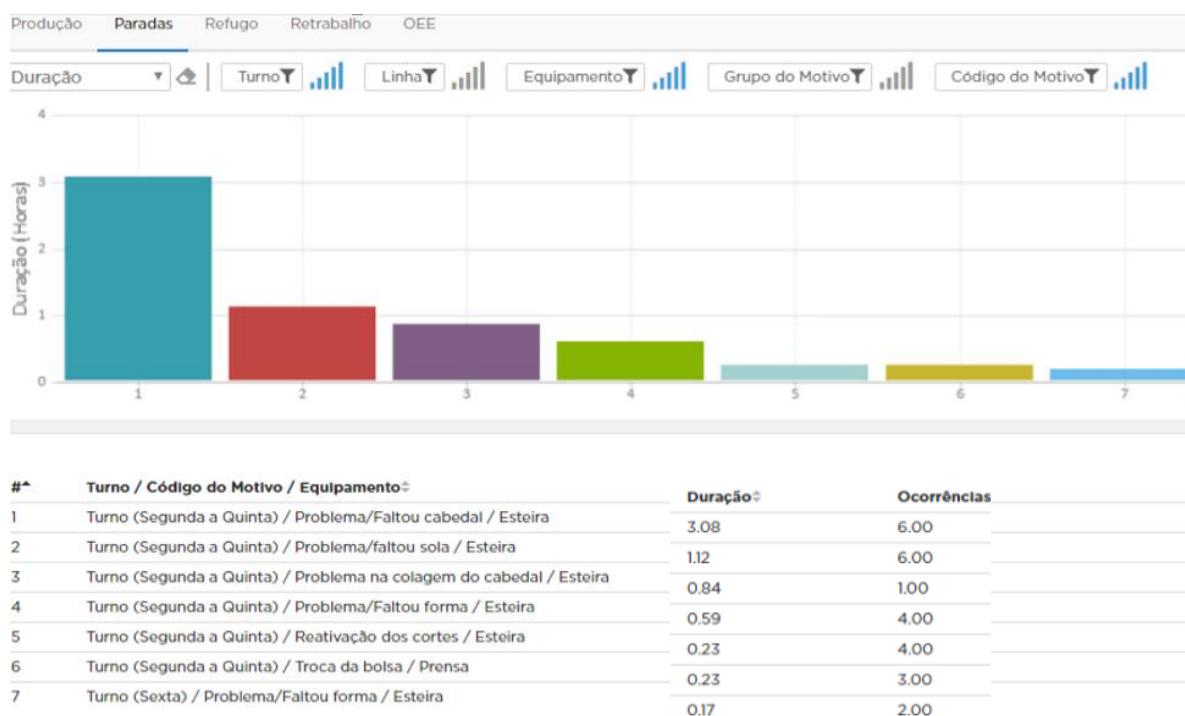 Produção Paradas Refugo Retrabalho OEE
Duração Turno Linha Equipamento Grupo do Motivo Código do Motivo
4
3
2
1
0
Duração (Horas)
1 2 3 4 5 6 7
# Turno / Código do Motivo / Equipamento Duração Ocorrências
1 Turno (Segunda a Quinta) / Problema/Faltou cabedal / Esteira 3.08 6.00
2 Turno (Segunda a Quinta) / Problema/faltou sola / Esteira 1.12 6.00
3 Turno (Segunda a Quinta) / Problema na colagem do cabedal / Esteira 0.84 1.00
4 Turno (Segunda a Quinta) / Problema/Faltou forma / Esteira 0.59 4.00
5 Turno (Segunda a Quinta) / Reativação dos cortes / Esteira 0.23 4.00
6 Turno (Segunda a Quinta) / Troca da bolsa / Prensa 0.23 3.00
7 Turno (Sexta) / Problema/Faltou forma / Esteira 0.17 2.00